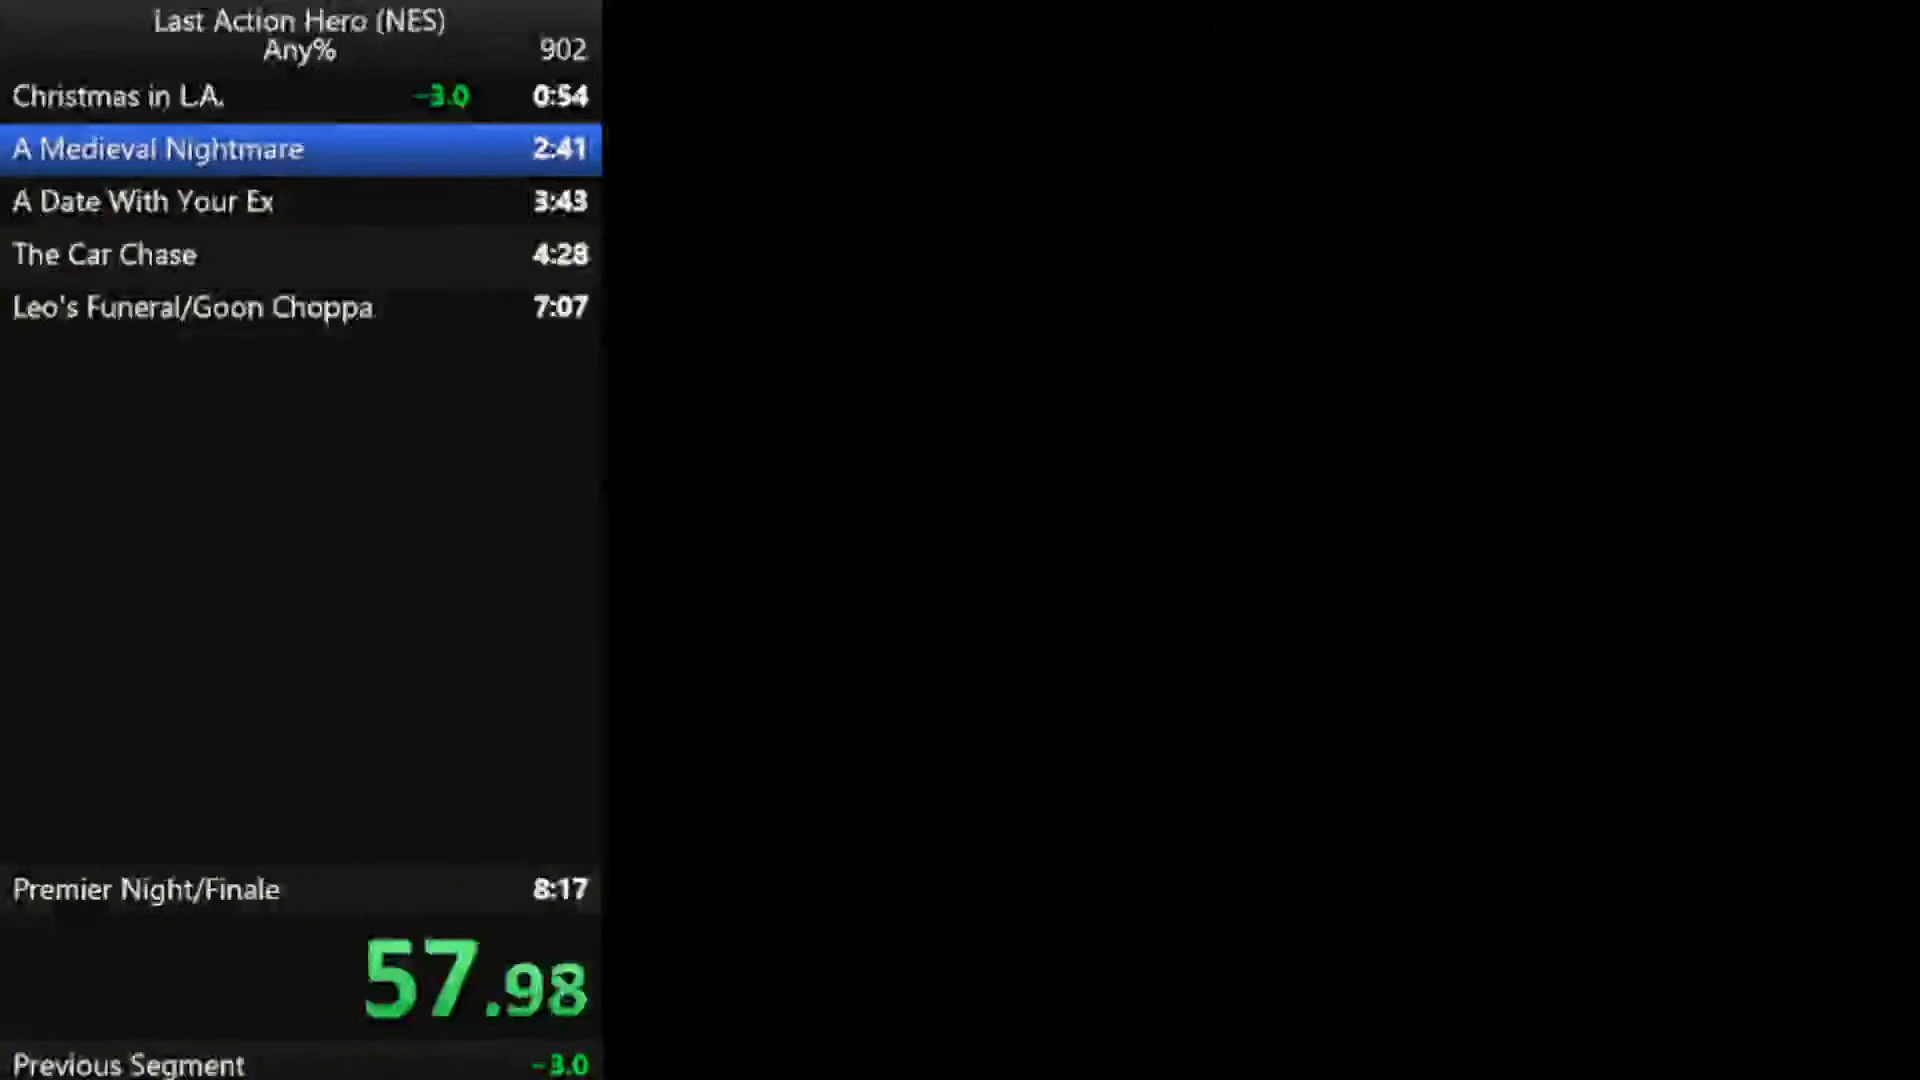 Last Action Hero (NES)
Any% 902
Christmas in L.A. -3.0 0:54
A Medieval Nightmare 2:41
A Date With Your Ex 3:43
The Car Chase 4:28
Leo's Funeral/Goon Choppa 7:07
Premier Night/Finale 8:17
57.98
Previous Segment -3.0